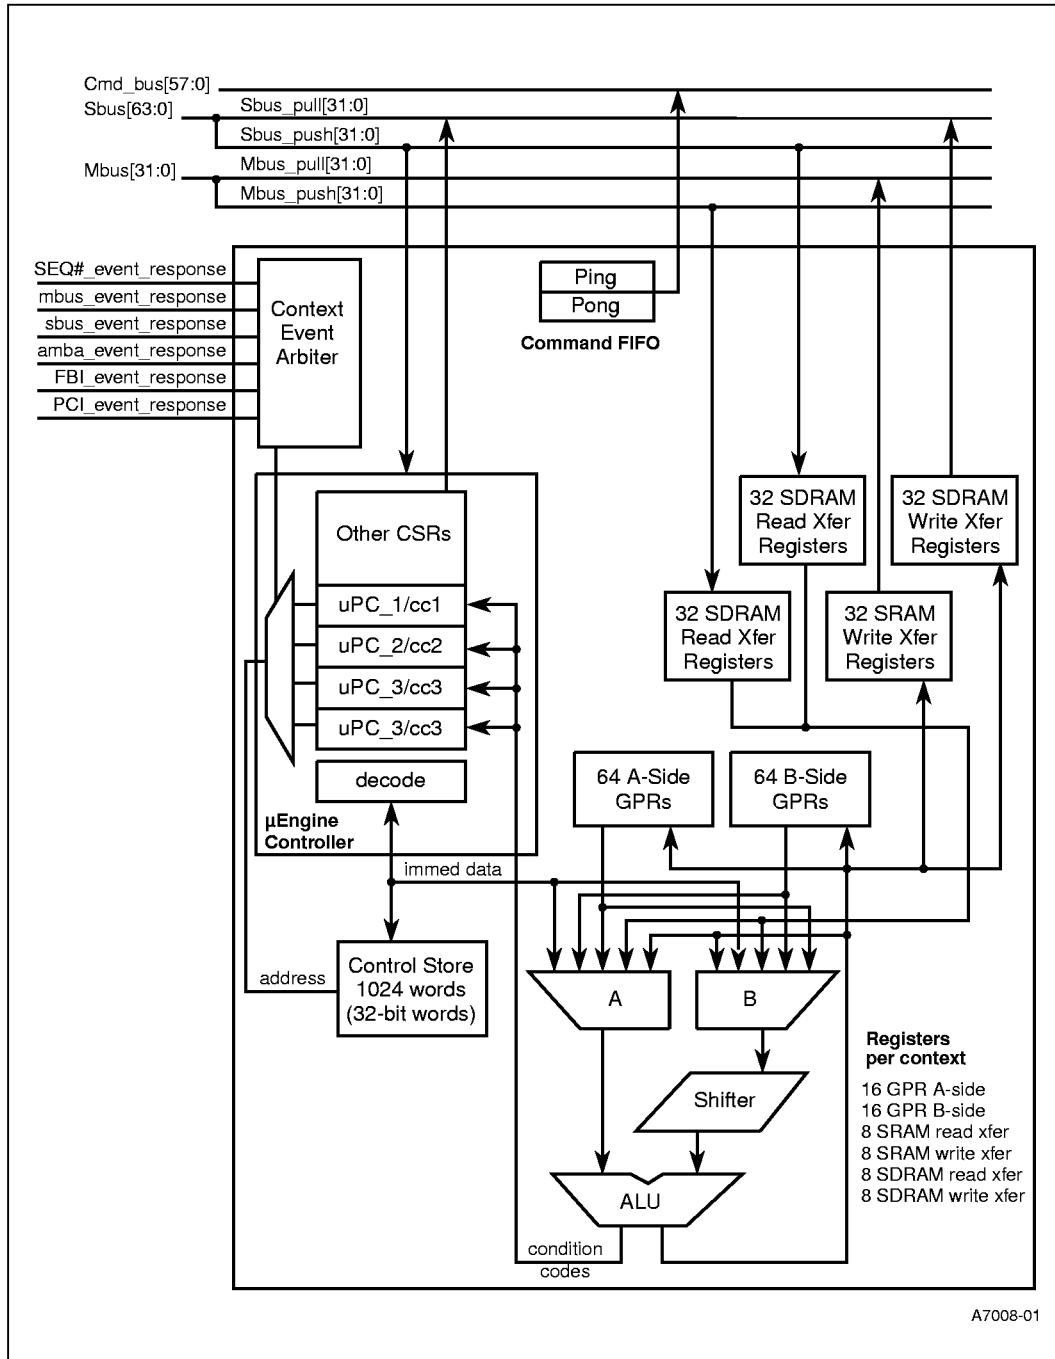 Cmd_bus[57:0]
Sbus[63:0]
Sbus_pull[31:0]
Sbus_push[31:0]
Mbus[31:0]
Mbus_pull[31:0]
Mbus_push[31:0]
SEQ#_event_response
mbus_event_response
sbus_event_response
amba_event_response
FBI_event_response
PCI_event_response
Context
Event
Arbiter
Ping
Pong
Command FIFO
Other CSRs
uPC_1/cc1
uPC_2/cc2
uPC_3/cc3
uPC_3/cc3
decode
µEngine
Controller
32 SDRAM
Read Xfer
Registers
32 SDRAM
Write Xfer
Registers
32 SDRAM
Read Xfer
Registers
32 SRAM
Write Xfer
Registers
64 A-Side
GPRs
64 B-Side
GPRs
immed data
address
Control Store
1024 words
(32-bit words)
A
B
Shifter
ALU
condition
codes
Registers
per context
16 GPR A-side
16 GPR B-side
8 SRAM read xfer
8 SRAM write xfer
8 SDRAM read xfer
8 SDRAM write xfer
A7008-01